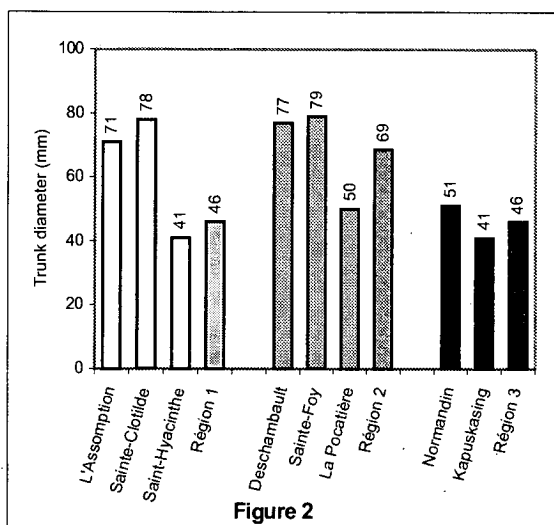 100
80
60
40
20
0
Trunk diameter (mm)
71
78
41
46
77
79
50
69
51
41
46
L'Assomption
Sainte-Clotilde
Saint-Hyacinthe
Région 1
Deschambault
Sainte-Foy
La Pocatière
Région 2
Normandin
Kapuskasing
Région 3
Figure 2